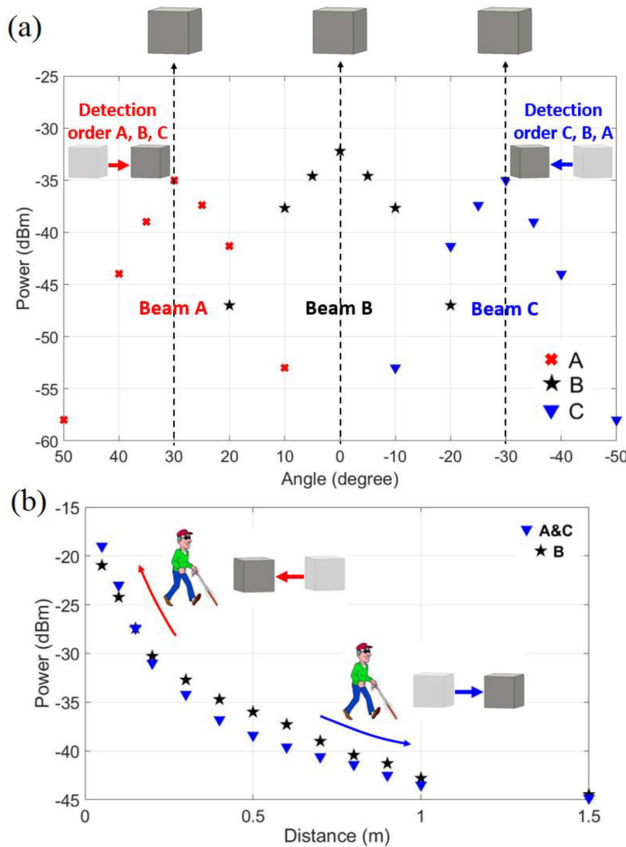 (a)
-25
Detection
order A, B, C
Detection
order C, B, A
-30
-35
-40
-45
-50
-55
-60
Power (dBm)
Beam A
Beam B
Beam C
A
B
C
50 40 30 20 10 0 -10 -20 -30 -40 -50
Angle (degree)
(b)
-15
-20
-25
-30
-35
-40
-45
Power (dBm)
A&C
B
0 0.5 1 1.5
Distance (m)